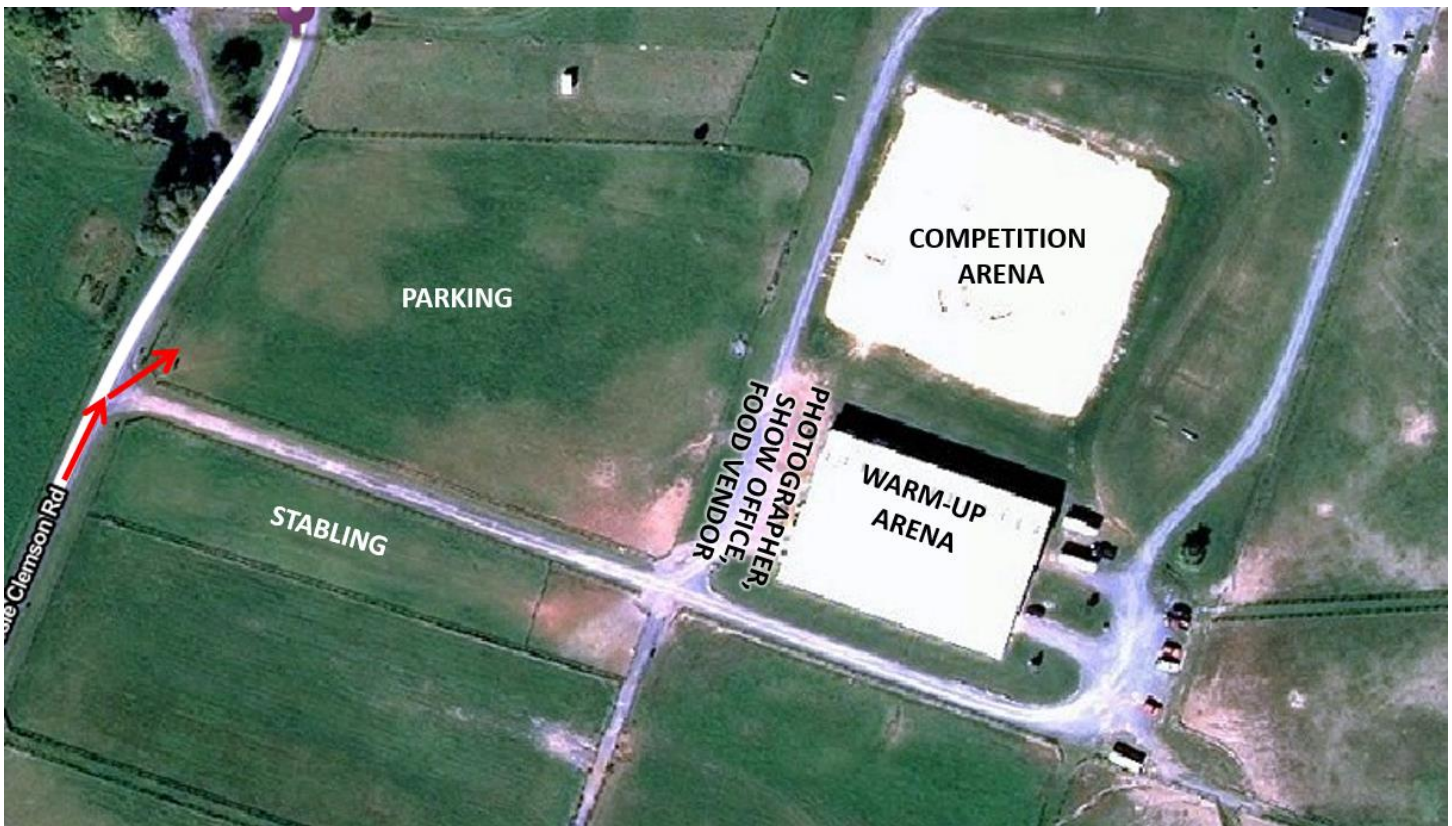 COMPETITION
ARENA
PARKING
PHOTOGRAPHER,
SHOW OFFICE,
FOOD VENDOR
WARM-UP
ARENA
STABLING
Clemson Rd